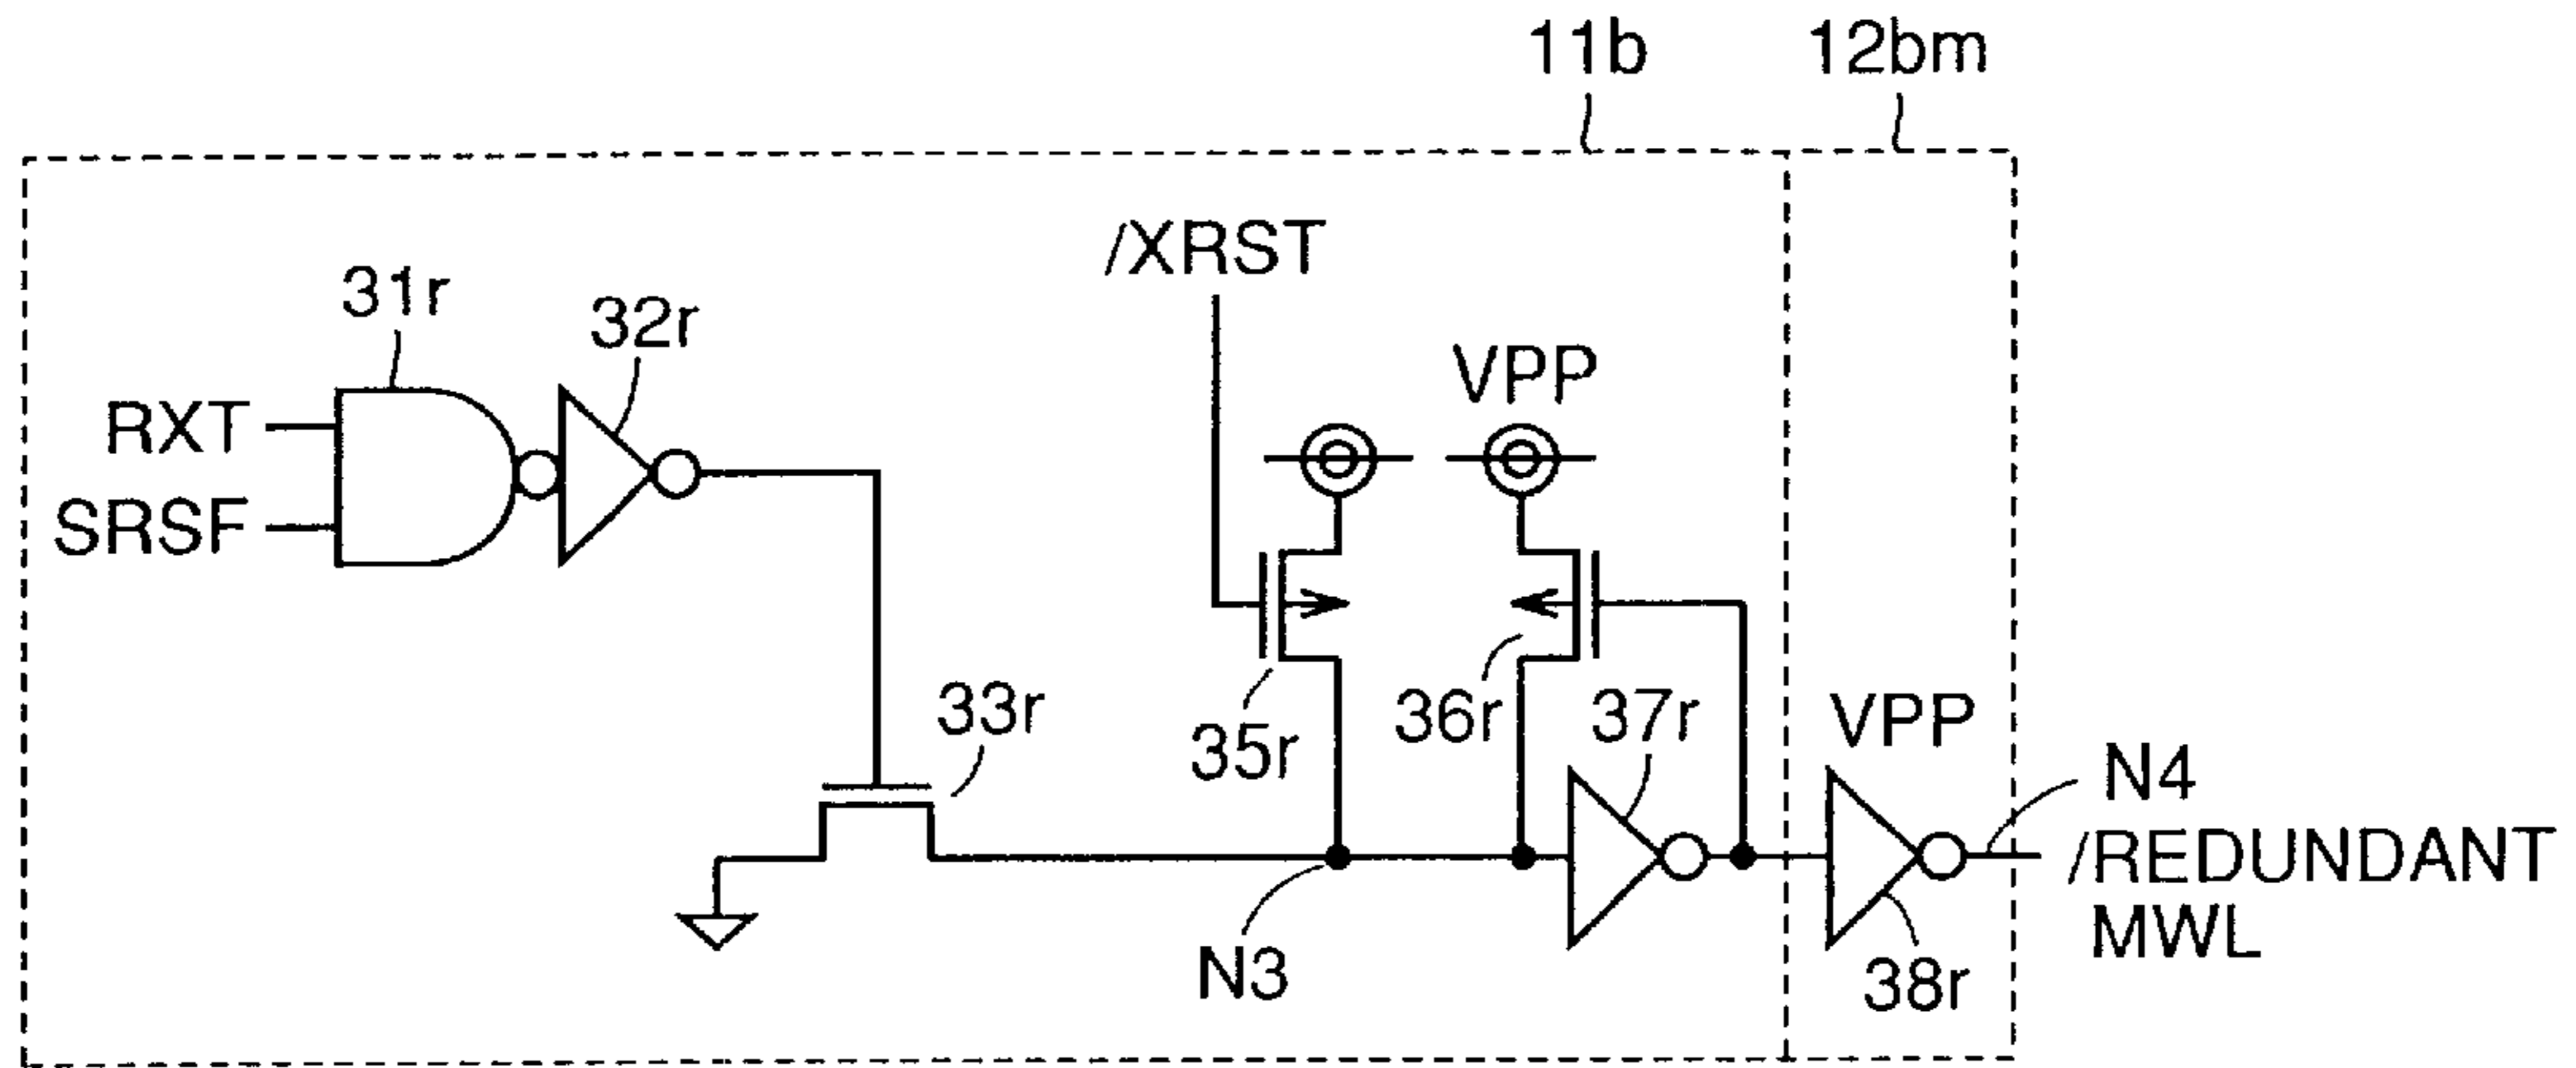 11b
12bm
/XRST
31r
32r
VPP
RXT
SRSF
33r
35r
36r
37r
VPP
N4
/REDUNDANT
MWL
N3
38r